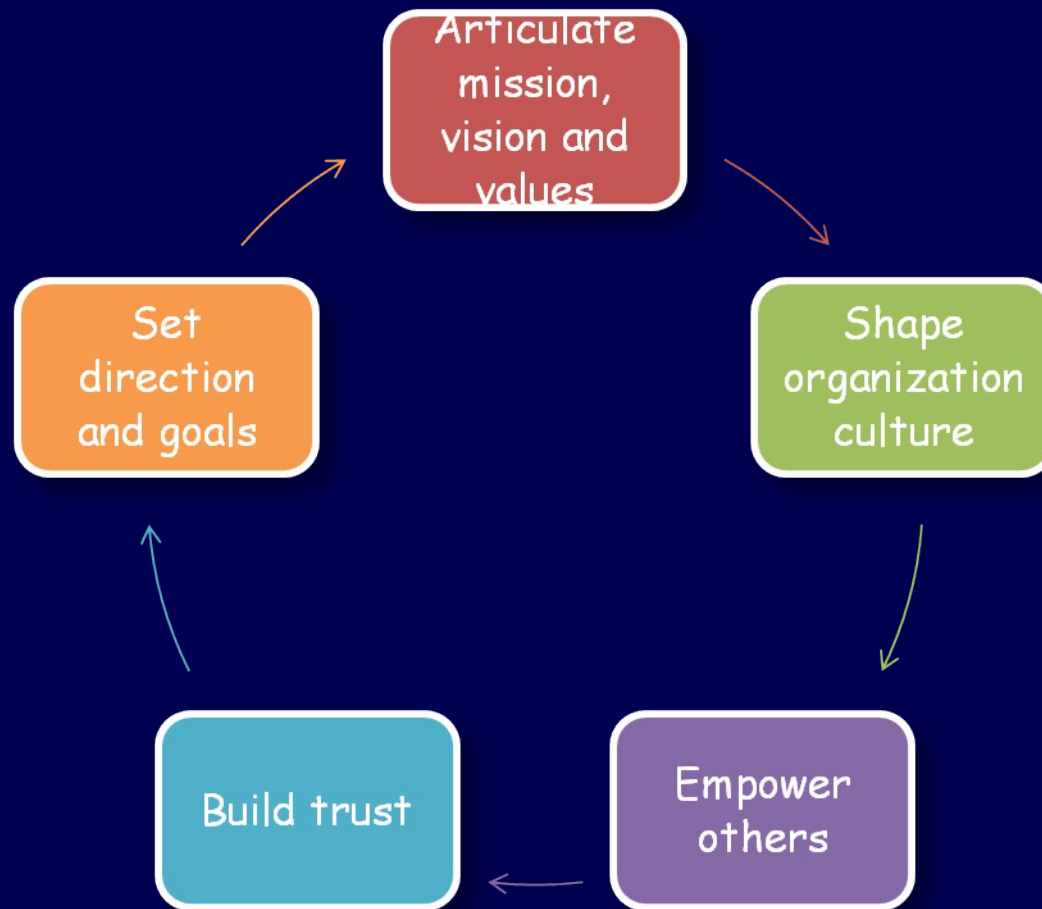 Articulate
mission,
vision and
values
Shape
organization
culture
Empower
others
Build trust
Set
direction
and goals